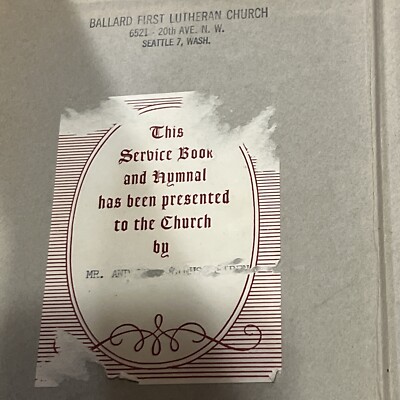 BALLARD FIRST LUTHERAN CHURCH
6521 - 20th AVE. N. W.
SEATTLE 7, WASH.
This
Service Book
and Hymnal
has been presented
to the Church
by
MR.